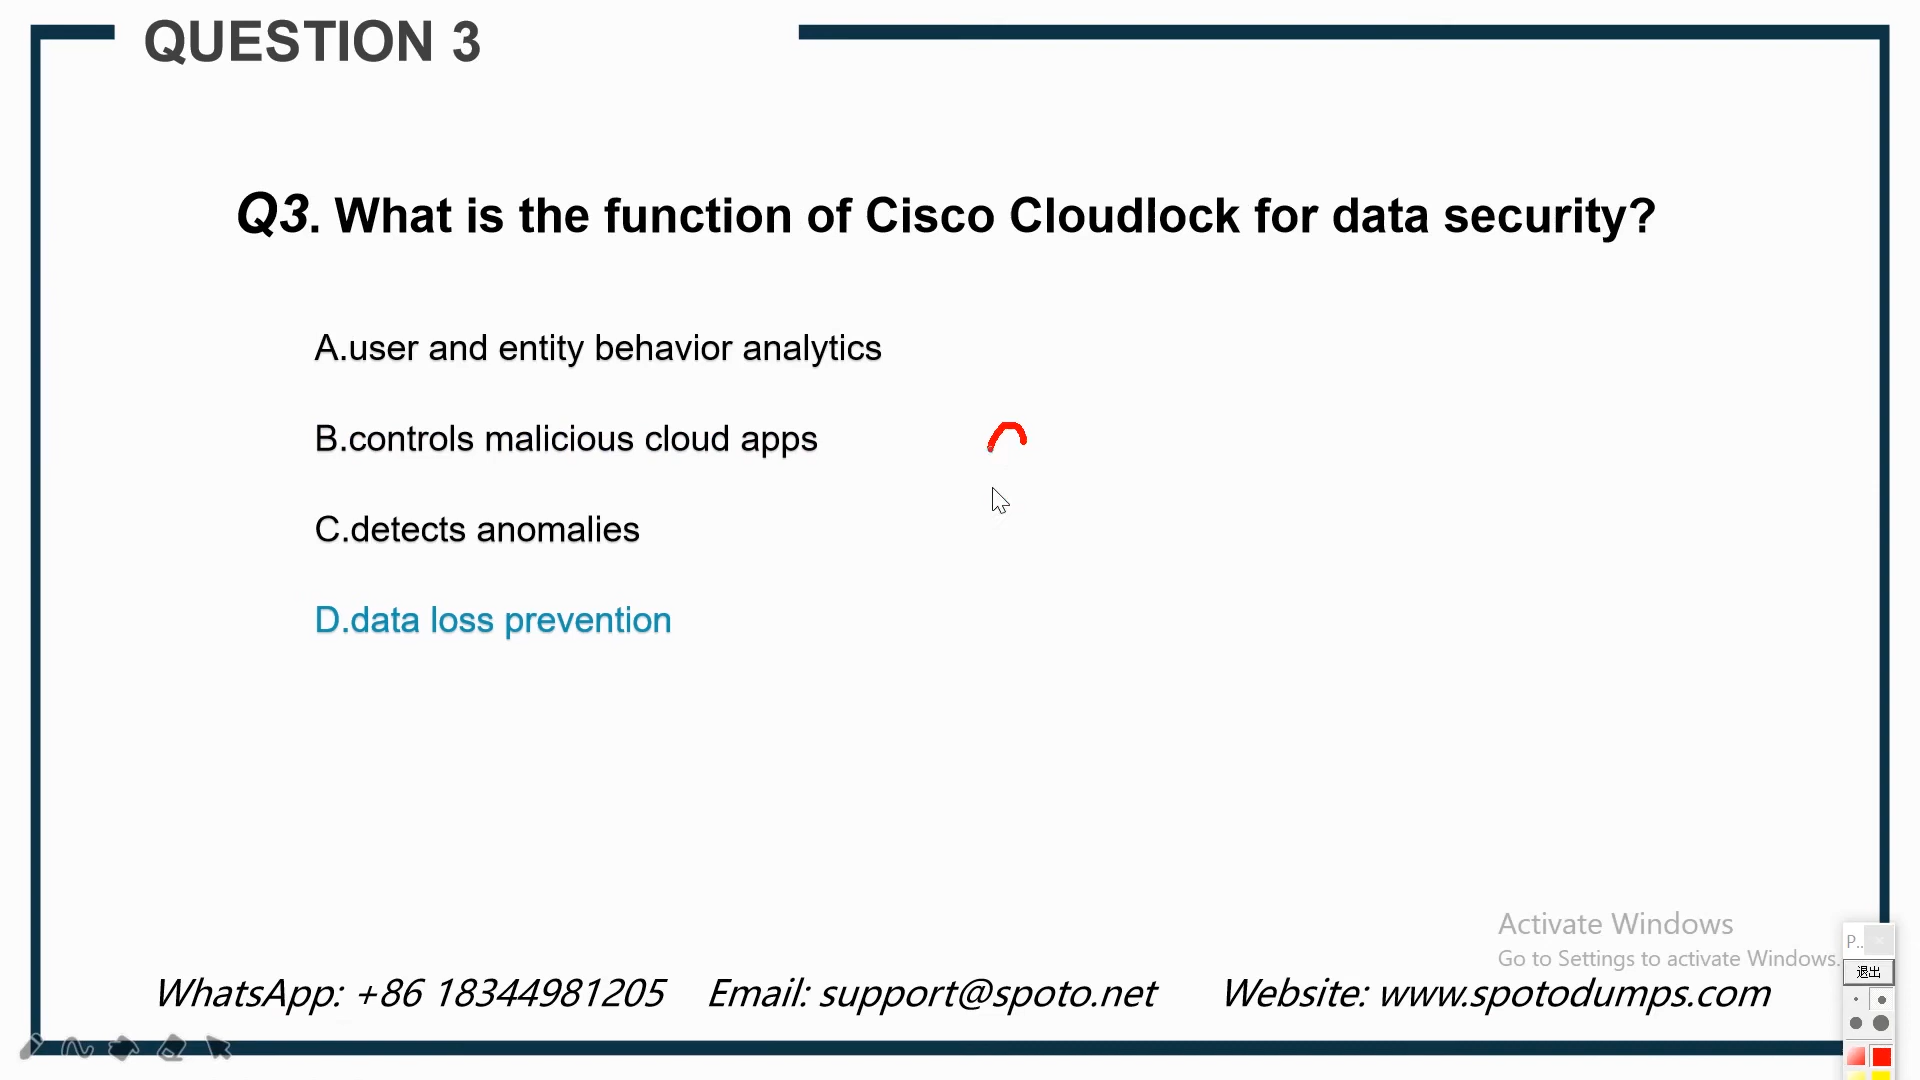 QUESTION 3
Q3. What is the function of Cisco Cloudlock for data security?
A.user and entity behavior analytics
B.controls malicious cloud apps
C.detects anomalies
D.data loss prevention
Activate Windows
Go to Settings to activate Windows.
P..
退出
WhatsApp: +86 18344981205 Email: support@spoto.net Website: www.spotodumps.com